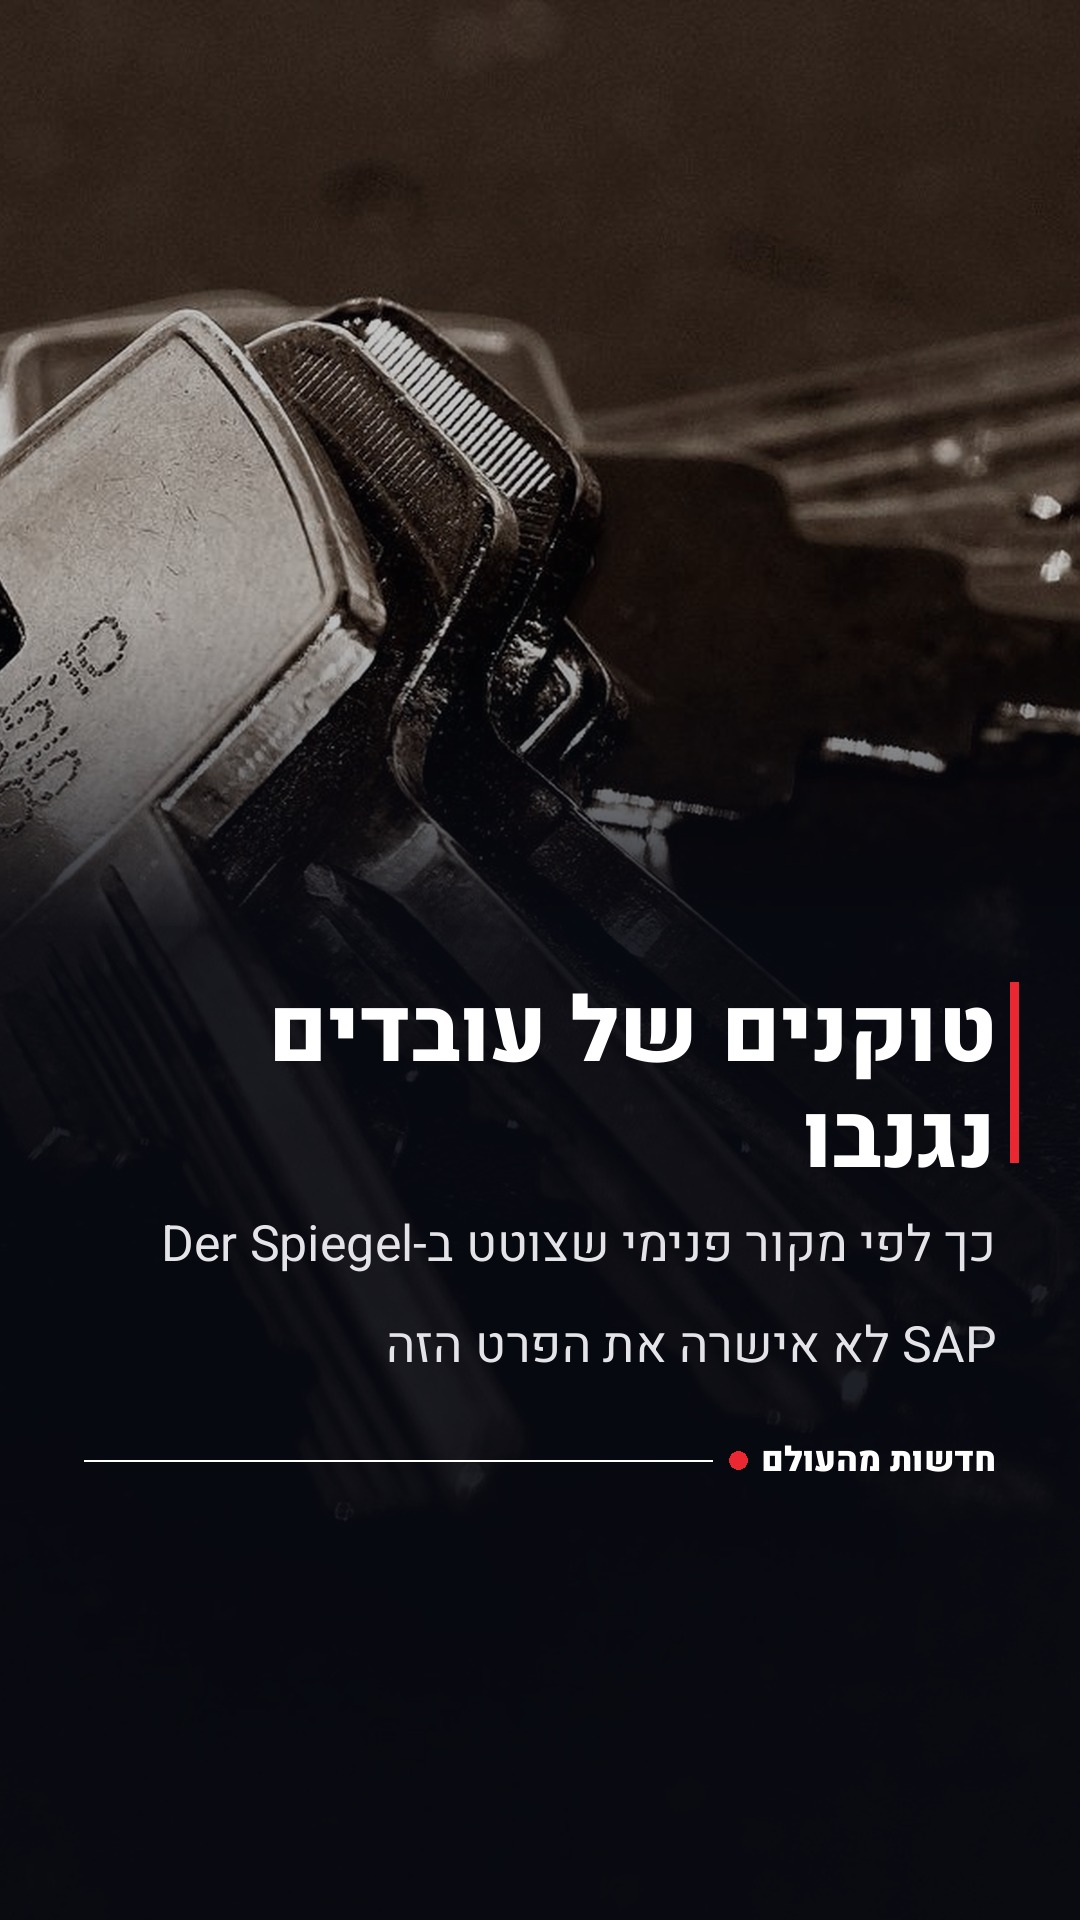 טוקנים של עובדים
נגנבו
כך לפי מקור פנימי שצוטט ב-Der Spiegel
SAP לא אישרה את הפרט הזה
חדשות מהעולם